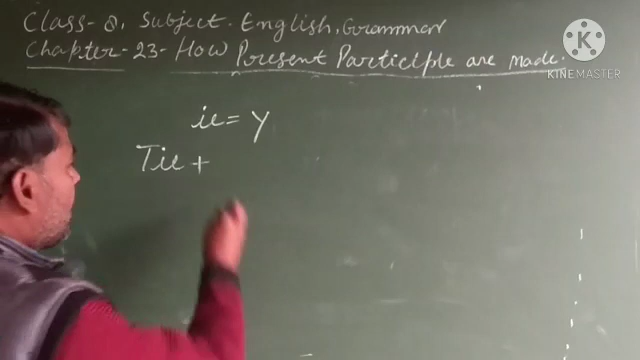 Class-8, Subject-English, Grammar
Chapter-23-How Present Participle are made.
ie = y
Tie +
K
KINEMASTER